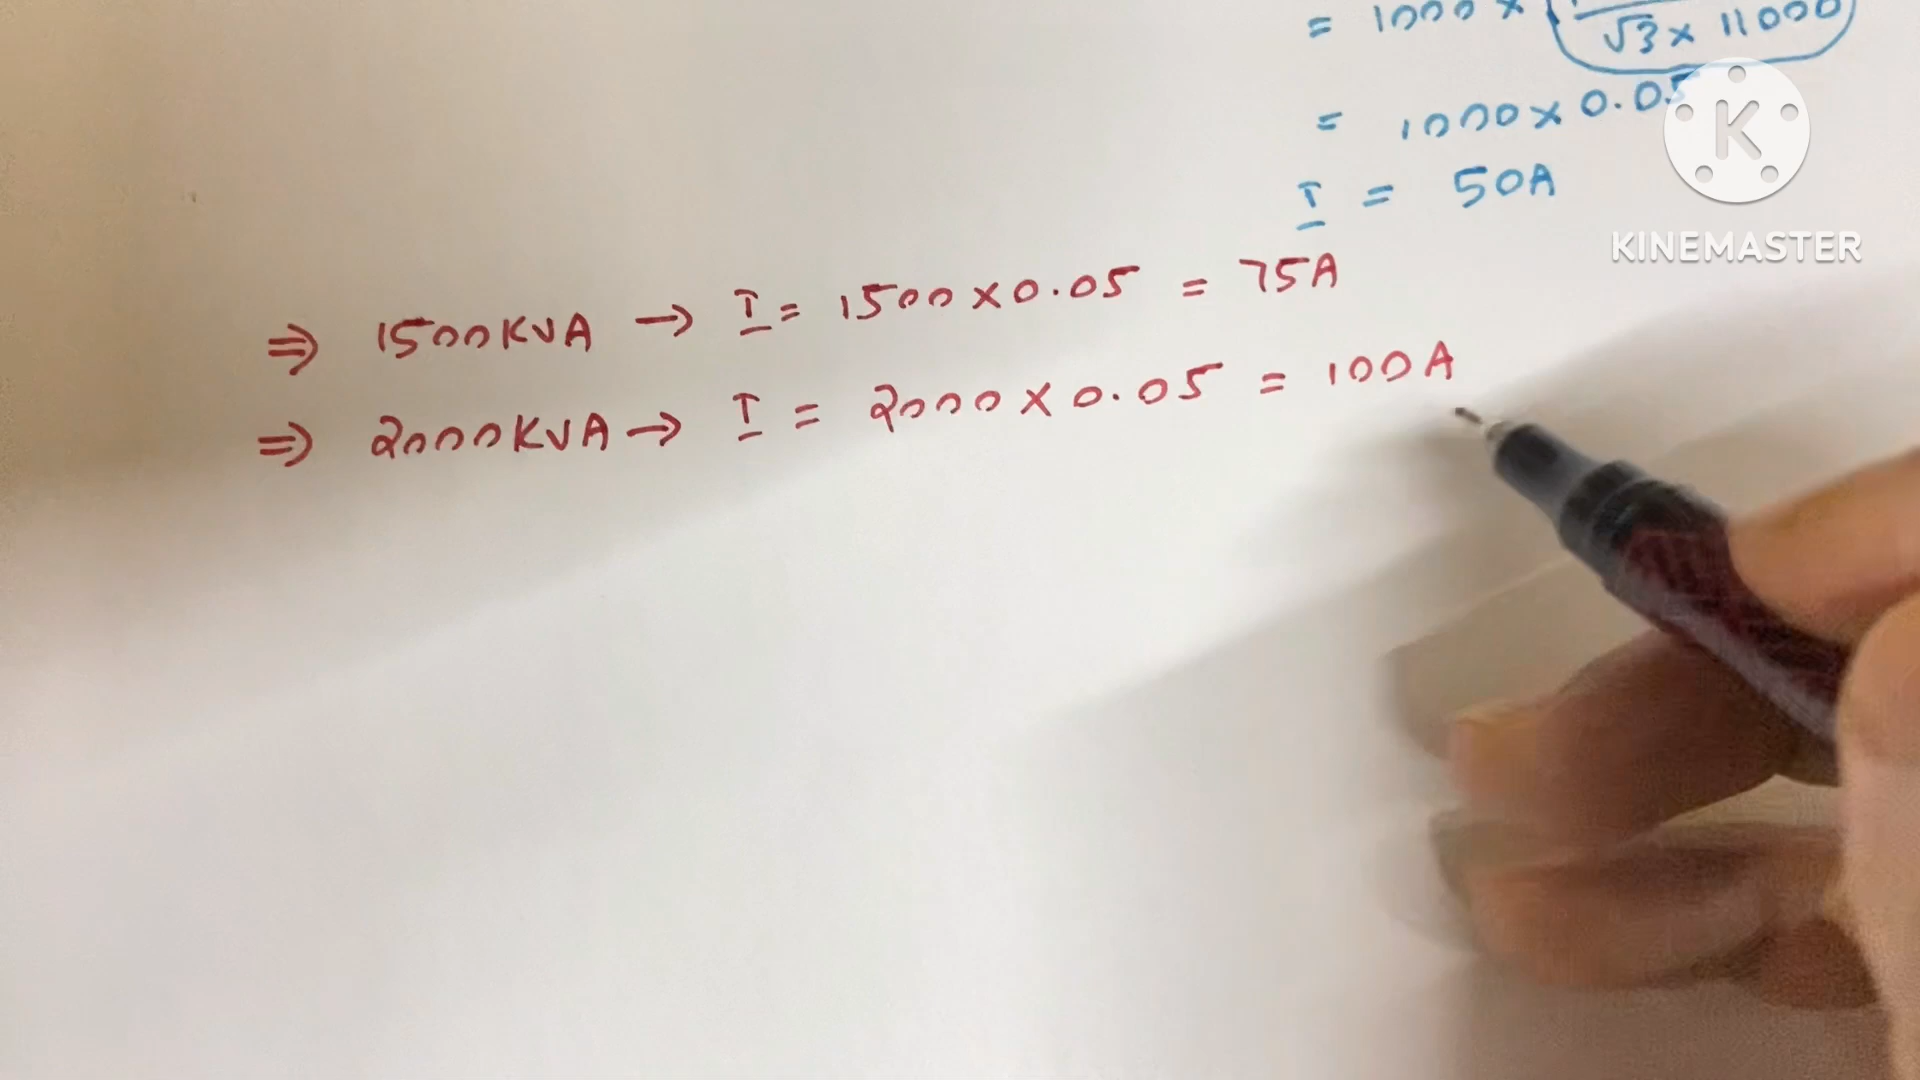 = 1000 ×
√3 × 11000
= 1000 × 0.05
I = 50A
KINEMASTER
⇒ 1500KVA → I = 1500 × 0.05 = 75A
⇒ 2000KVA → I = 2000 × 0.05 = 100A